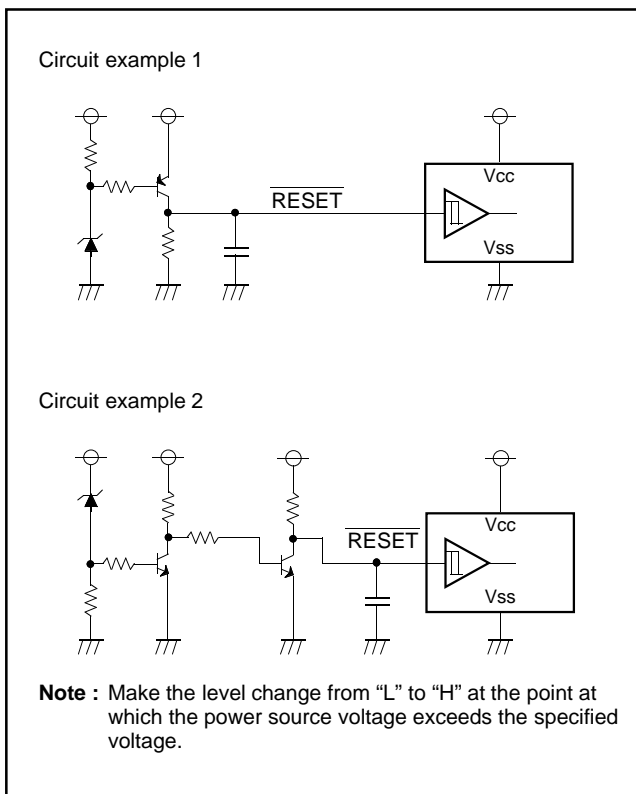 Circuit example 1
RESET
Vcc
Vss
Circuit example 2
RESET
Vcc
Vss
Note : Make the level change from “L” to “H” at the point at
which the power source voltage exceeds the specified
voltage.